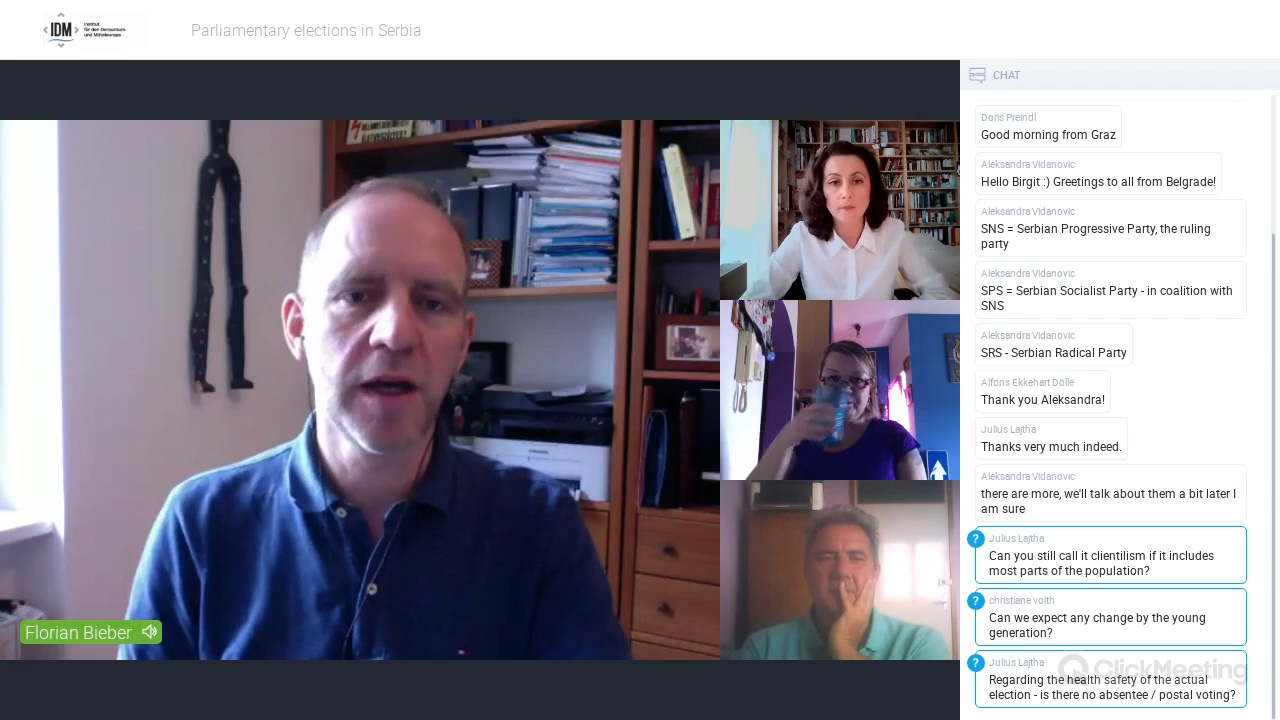 IDM
Institut
für den Donauraum
und Mitteleuropa
Parliamentary elections in Serbia
CHAT
Doris Preindl
Good morning from Graz
Aleksandra Vidanovic
Hello Birgit :) Greetings to all from Belgrade!
Aleksandra Vidanovic
SNS = Serbian Progressive Party, the ruling
party
Aleksandra Vidanovic
SPS = Serbian Socialist Party - in coalition with
SNS
Aleksandra Vidanovic
SRS - Serbian Radical Party
Alfons Ekkehart Dölle
Thank you Aleksandra!
Julius Lajtha
Thanks very much indeed.
Aleksandra Vidanovic
there are more, we'll talk about them a bit later I
am sure
? Julius Lajtha
Can you still call it clientilism if it includes
most parts of the population?
? christiane voith
Can we expect any change by the young
generation?
? Julius Lajtha
Regarding the health safety of the actual
election - is there no absentee / postal voting?
ClickMeeting
Florian Bieber